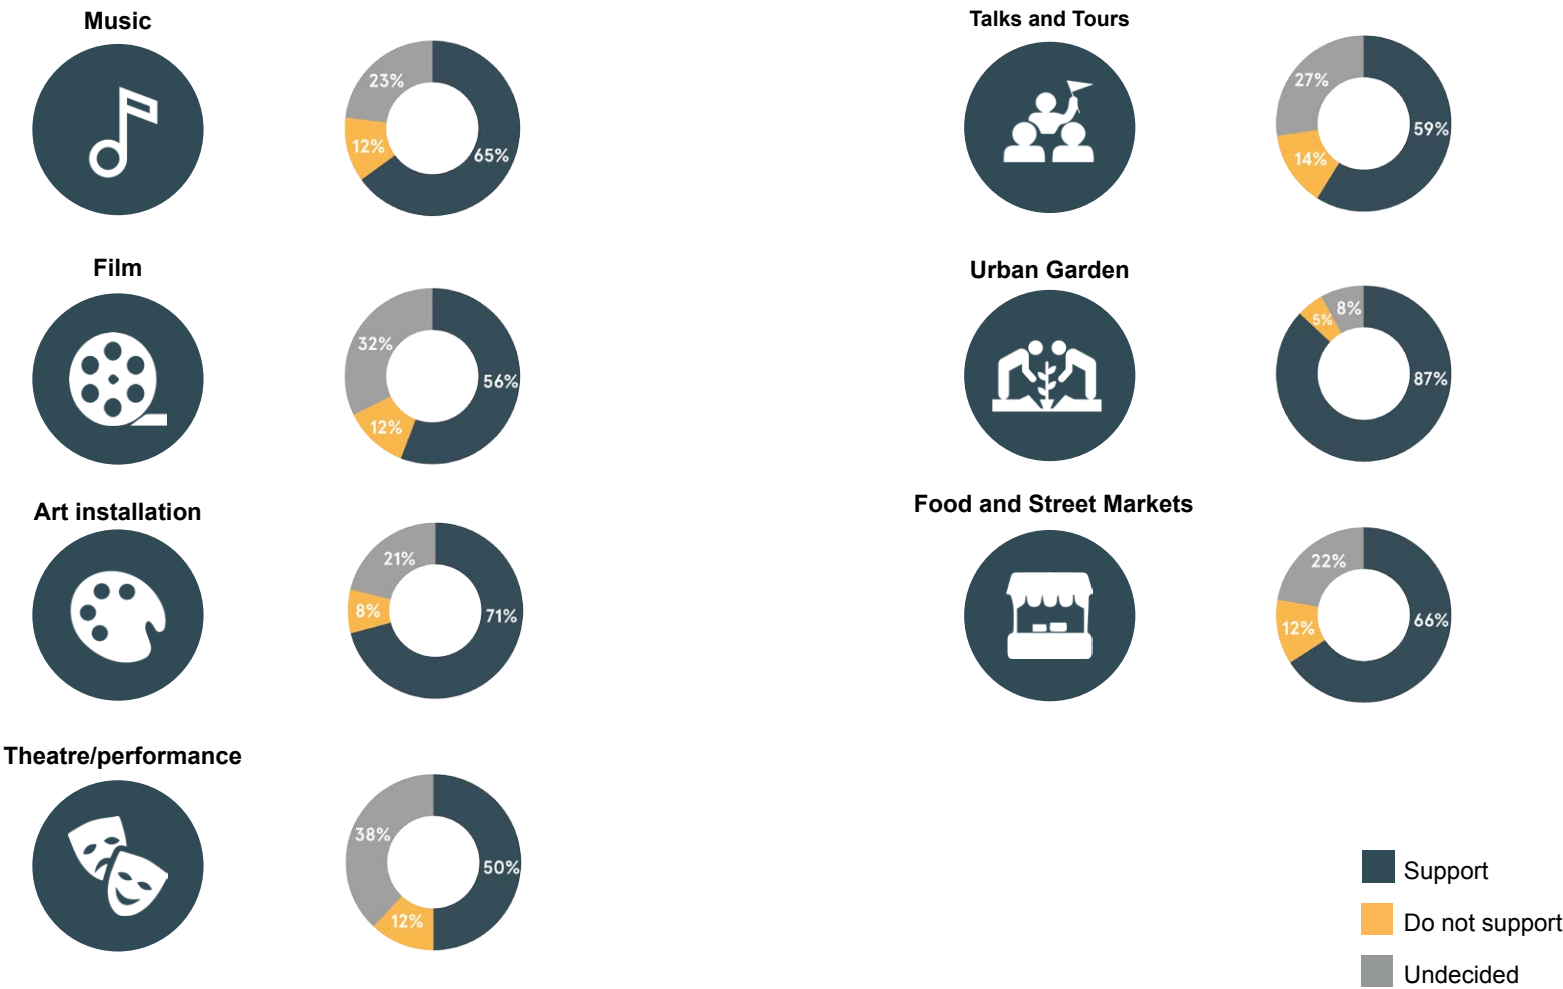 Music
23%
12%
65%
Film
32%
12%
56%
Art installation
21%
8%
71%
Theatre/performance
38%
12%
50%
Talks and Tours
27%
14%
59%
Urban Garden
8%
5%
87%
Food and Street Markets
22%
12%
66%
Support
Do not support
Undecided